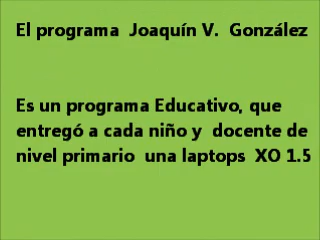 El programa  Joaquín V.  González
Es un programa Educativo, que
entregó a cada niño y  docente de
nivel primario  una laptops  XO 1.5